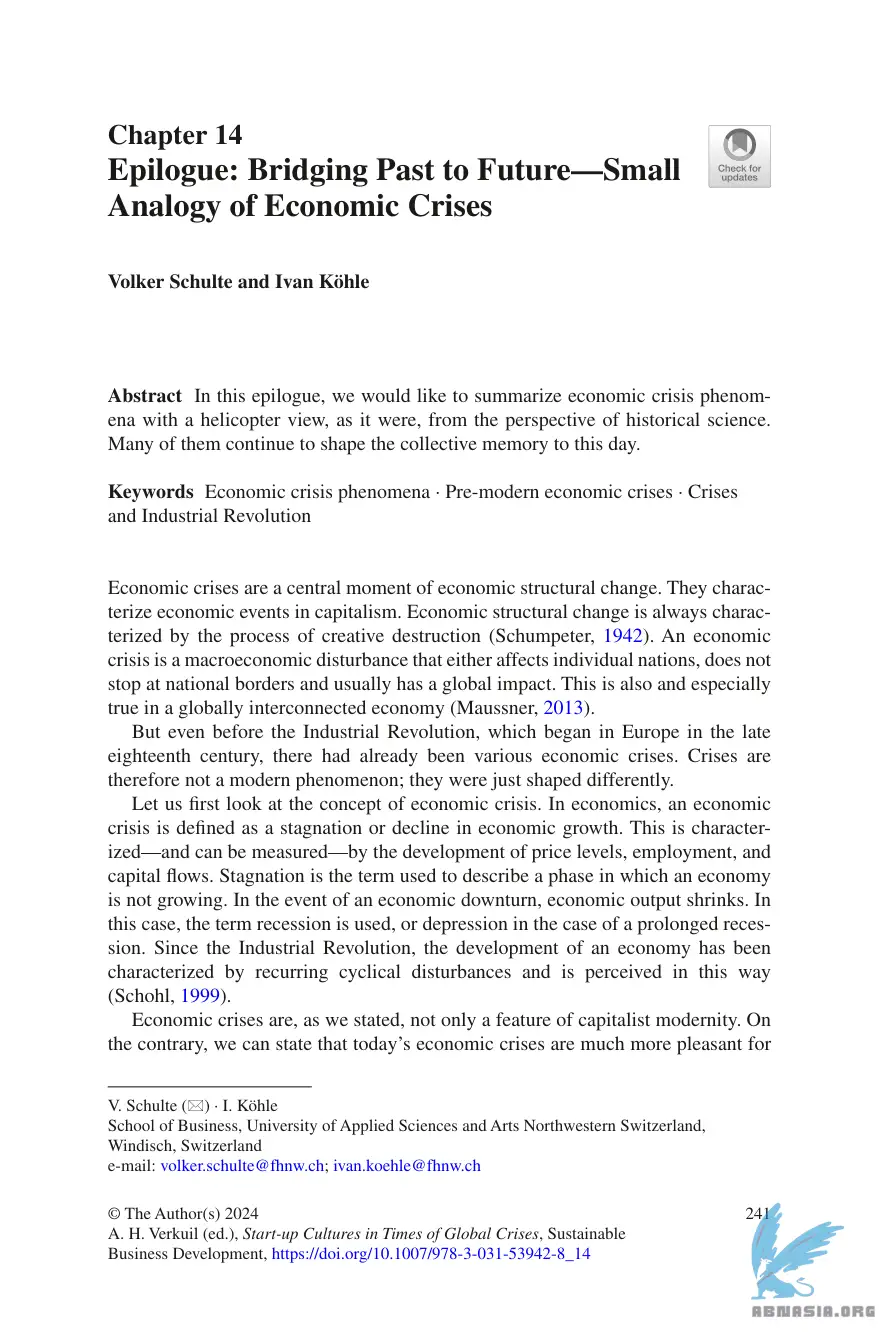 Chapter 14
Epilogue: Bridging Past to Future—Small
Analogy of Economic Crises
Check for
updates
Volker Schulte and Ivan Köhle
Abstract In this epilogue, we would like to summarize economic crisis phenom-
ena with a helicopter view, as it were, from the perspective of historical science.
Many of them continue to shape the collective memory to this day.
Keywords Economic crisis phenomena · Pre-modern economic crises · Crises
and Industrial Revolution
Economic crises are a central moment of economic structural change. They charac-
terize economic events in capitalism. Economic structural change is always charac-
terized by the process of creative destruction (Schumpeter, 1942). An economic
crisis is a macroeconomic disturbance that either affects individual nations, does not
stop at national borders and usually has a global impact. This is also and especially
true in a globally interconnected economy (Maussner, 2013).
But even before the Industrial Revolution, which began in Europe in the late
eighteenth century, there had already been various economic crises. Crises are
therefore not a modern phenomenon; they were just shaped differently.
Let us first look at the concept of economic crisis. In economics, an economic
crisis is defined as a stagnation or decline in economic growth. This is character-
ized—and can be measured—by the development of price levels, employment, and
capital flows. Stagnation is the term used to describe a phase in which an economy
is not growing. In the event of an economic downturn, economic output shrinks. In
this case, the term recession is used, or depression in the case of a prolonged reces-
sion. Since the Industrial Revolution, the development of an economy has been
characterized by recurring cyclical disturbances and is perceived in this way
(Schohl, 1999).
Economic crises are, as we stated, not only a feature of capitalist modernity. On
the contrary, we can state that today's economic crises are much more pleasant for
V. Schulte (✉) · I. Köhle
School of Business, University of Applied Sciences and Arts Northwestern Switzerland,
Windisch, Switzerland
e-mail: volker.schulte@fhnw.ch; ivan.koehle@fhnw.ch
© The Author(s) 2024
241
A. H. Verkuil (ed.), Start-up Cultures in Times of Global Crises, Sustainable
Business Development, https://doi.org/10.1007/978-3-031-53942-8_14
ABNASIA.ORG